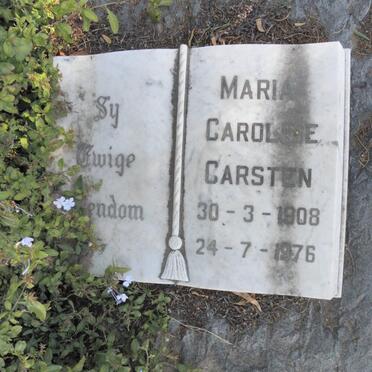 Sy
Ewige
MARIA
CAROLINE
CARSTEN
30 - 3 - 1908
24 - 7 - 1976